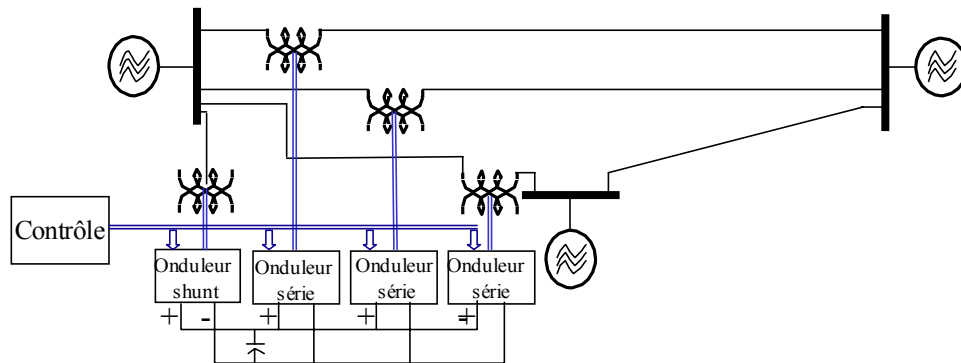 Contrôle
Onduleur
shunt
Onduleur
série
Onduleur
série
Onduleur
série
+ -
+
+
+